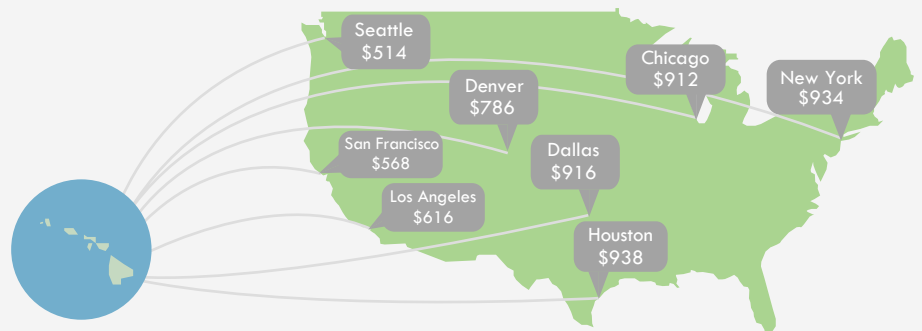 Seattle
$514
Chicago
$912
New York
$934
Denver
$786
San Francisco
$568
Dallas
$916
Los Angeles
$616
Houston
$938